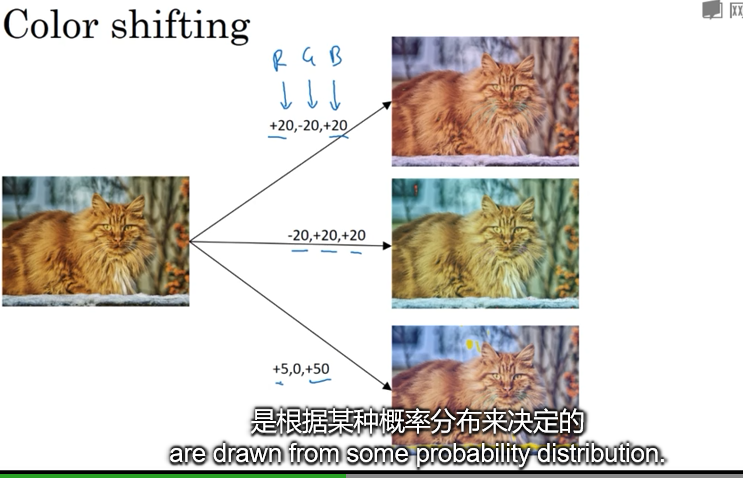 Color shifting
R G B
+20,-20,+20
-20,+20,+20
+5,0,+50
是根据某种概率分布来决定的
are drawn from some probability distribution.